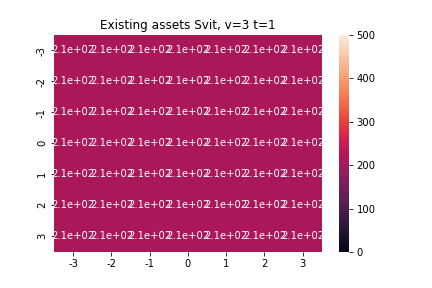 Existing assets Svit, v=3 t=1
-3 2.1e+02 2.1e+02 2.1e+02 2.1e+02 2.1e+02 2.1e+02 2.1e+02
-2 2.1e+02 2.1e+02 2.1e+02 2.1e+02 2.1e+02 2.1e+02 2.1e+02
-1 2.1e+02 2.1e+02 2.1e+02 2.1e+02 2.1e+02 2.1e+02 2.1e+02
0 2.1e+02 2.1e+02 2.1e+02 2.1e+02 2.1e+02 2.1e+02 2.1e+02
1 2.1e+02 2.1e+02 2.1e+02 2.1e+02 2.1e+02 2.1e+02 2.1e+02
2 2.1e+02 2.1e+02 2.1e+02 2.1e+02 2.1e+02 2.1e+02 2.1e+02
3 2.1e+02 2.1e+02 2.1e+02 2.1e+02 2.1e+02 2.1e+02 2.1e+02
-3 -2 -1 0 1 2 3
500
400
300
200
100
0